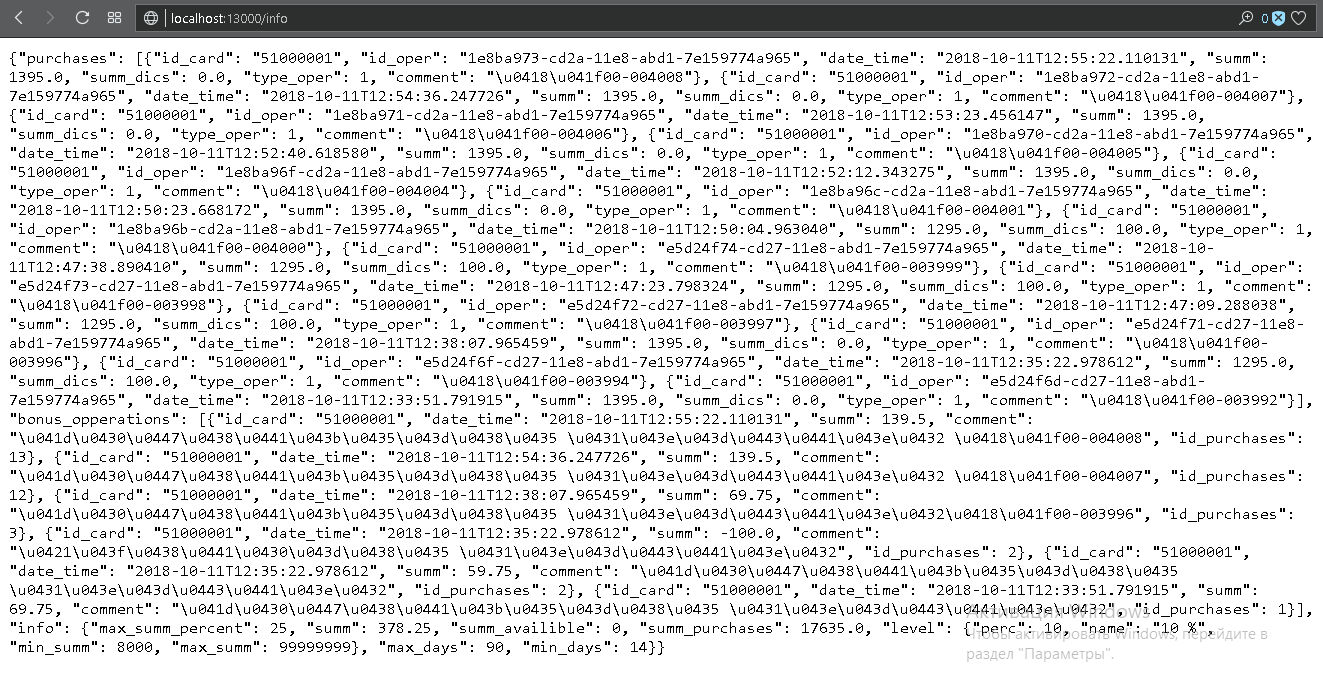 localhost:13000/info
0
{"purchases": [{"id_card": "51000001", "id_oper": "1e8ba973-cd2a-11e8-abd1-7e159774a965", "date_time": "2018-10-11T12:55:22.110131", "summ":
1395.0, "summ_dics": 0.0, "type_oper": 1, "comment": "\u0418\u041f00-004008"}, {"id_card": "51000001", "id_oper": "1e8ba972-cd2a-11e8-abd1-
7e159774a965", "date_time": "2018-10-11T12:54:36.247726", "summ": 1395.0, "summ_dics": 0.0, "type_oper": 1, "comment": "\u0418\u041f00-004007"},
{"id_card": "51000001", "id_oper": "1e8ba971-cd2a-11e8-abd1-7e159774a965", "date_time": "2018-10-11T12:53:23.456147", "summ": 1395.0,
"summ_dics": 0.0, "type_oper": 1, "comment": "\u0418\u041f00-004006"}, {"id_card": "51000001", "id_oper": "1e8ba970-cd2a-11e8-abd1-7e159774a965",
"date_time": "2018-10-11T12:52:40.618580", "summ": 1395.0, "summ_dics": 0.0, "type_oper": 1, "comment": "\u0418\u041f00-004005"}, {"id_card":
"51000001", "id_oper": "1e8ba96f-cd2a-11e8-abd1-7e159774a965", "date_time": "2018-10-11T12:52:12.343275", "summ": 1395.0, "summ_dics": 0.0,
"type_oper": 1, "comment": "\u0418\u041f00-004004"}, {"id_card": "51000001", "id_oper": "1e8ba96c-cd2a-11e8-abd1-7e159774a965", "date_time":
"2018-10-11T12:50:23.668172", "summ": 1395.0, "summ_dics": 0.0, "type_oper": 1, "comment": "\u0418\u041f00-004001"}, {"id_card": "51000001",
"id_oper": "1e8ba96b-cd2a-11e8-abd1-7e159774a965", "date_time": "2018-10-11T12:50:04.963040", "summ": 1295.0, "summ_dics": 100.0, "type_oper": 1,
"comment": "\u0418\u041f00-004000"}, {"id_card": "51000001", "id_oper": "e5d24f74-cd27-11e8-abd1-7e159774a965", "date_time": "2018-10-
11T12:47:38.890410", "summ": 1295.0, "summ_dics": 100.0, "type_oper": 1, "comment": "\u0418\u041f00-003999"}, {"id_card": "51000001", "id_oper":
"e5d24f73-cd27-11e8-abd1-7e159774a965", "date_time": "2018-10-11T12:47:23.798324", "summ": 1295.0, "summ_dics": 100.0, "type_oper": 1, "comment":
"\u0418\u041f00-003998"}, {"id_card": "51000001", "id_oper": "e5d24f72-cd27-11e8-abd1-7e159774a965", "date_time": "2018-10-11T12:47:09.288038",
"summ": 1295.0, "summ_dics": 100.0, "type_oper": 1, "comment": "\u0418\u041f00-003997"}, {"id_card": "51000001", "id_oper": "e5d24f71-cd27-11e8-
abd1-7e159774a965", "date_time": "2018-10-11T12:38:07.965459", "summ": 1395.0, "summ_dics": 0.0, "type_oper": 1, "comment": "\u0418\u041f00-
003996"}, {"id_card": "51000001", "id_oper": "e5d24f6f-cd27-11e8-abd1-7e159774a965", "date_time": "2018-10-11T12:35:22.978612", "summ": 1295.0,
"summ_dics": 100.0, "type_oper": 1, "comment": "\u0418\u041f00-003994"}, {"id_card": "51000001", "id_oper": "e5d24f6d-cd27-11e8-abd1-
7e159774a965", "date_time": "2018-10-11T12:33:51.791915", "summ": 1395.0, "summ_dics": 0.0, "type_oper": 1, "comment": "\u0418\u041f00-003992"}],
"bonus_opperations": [{"id_card": "51000001", "date_time": "2018-10-11T12:55:22.110131", "summ": 139.5, "comment":
"\u041d\u0430\u0447\u0438\u0441\u043b\u0435\u043d\u0438\u0435 \u0431\u043e\u043d\u0443\u0441\u043e\u0432 \u0418\u041f00-004008", "id_purchases":
13}, {"id_card": "51000001", "date_time": "2018-10-11T12:54:36.247726", "summ": 139.5, "comment":
"\u041d\u0430\u0447\u0438\u0441\u043b\u0435\u043d\u0438\u0435 \u0431\u043e\u043d\u0443\u0441\u043e\u0432 \u0418\u041f00-004007", "id_purchases":
12}, {"id_card": "51000001", "date_time": "2018-10-11T12:38:07.965459", "summ": 69.75, "comment":
"\u041d\u0430\u0447\u0438\u0441\u043b\u0435\u043d\u0438\u0435 \u0431\u043e\u043d\u0443\u0441\u043e\u0432\u0418\u041f00-003996", "id_purchases":
3}, {"id_card": "51000001", "date_time": "2018-10-11T12:35:22.978612", "summ": -100.0, "comment":
"\u0421\u043f\u0438\u0441\u0430\u043d\u0438\u0435 \u0431\u043e\u043d\u0443\u0441\u043e\u0432", "id_purchases": 2}, {"id_card": "51000001",
"date_time": "2018-10-11T12:35:22.978612", "summ": 59.75, "comment": "\u041d\u0430\u0447\u0438\u0441\u043b\u0435\u043d\u0438\u0435
\u0431\u043e\u043d\u0443\u0441\u043e\u0432", "id_purchases": 2}, {"id_card": "51000001", "date_time": "2018-10-11T12:33:51.791915", "summ":
69.75, "comment": "\u041d\u0430\u0447\u0438\u0441\u043b\u0435\u043d\u0438\u0435 \u0431\u043e\u043d\u0443\u0441\u043e\u0432", "id_purchases": 1}],
"info": {"max_summ_percent": 25, "summ": 378.25, "summ_availible": 0, "summ_purchases": 17635.0, "level": {"perc": 10, "name": "10 %",
"min_summ": 8000, "max_summ": 99999999}, "max_days": 90, "min_days": 14}}
Активация Windows
Чтобы активировать Windows, перейдите в
раздел "Параметры".